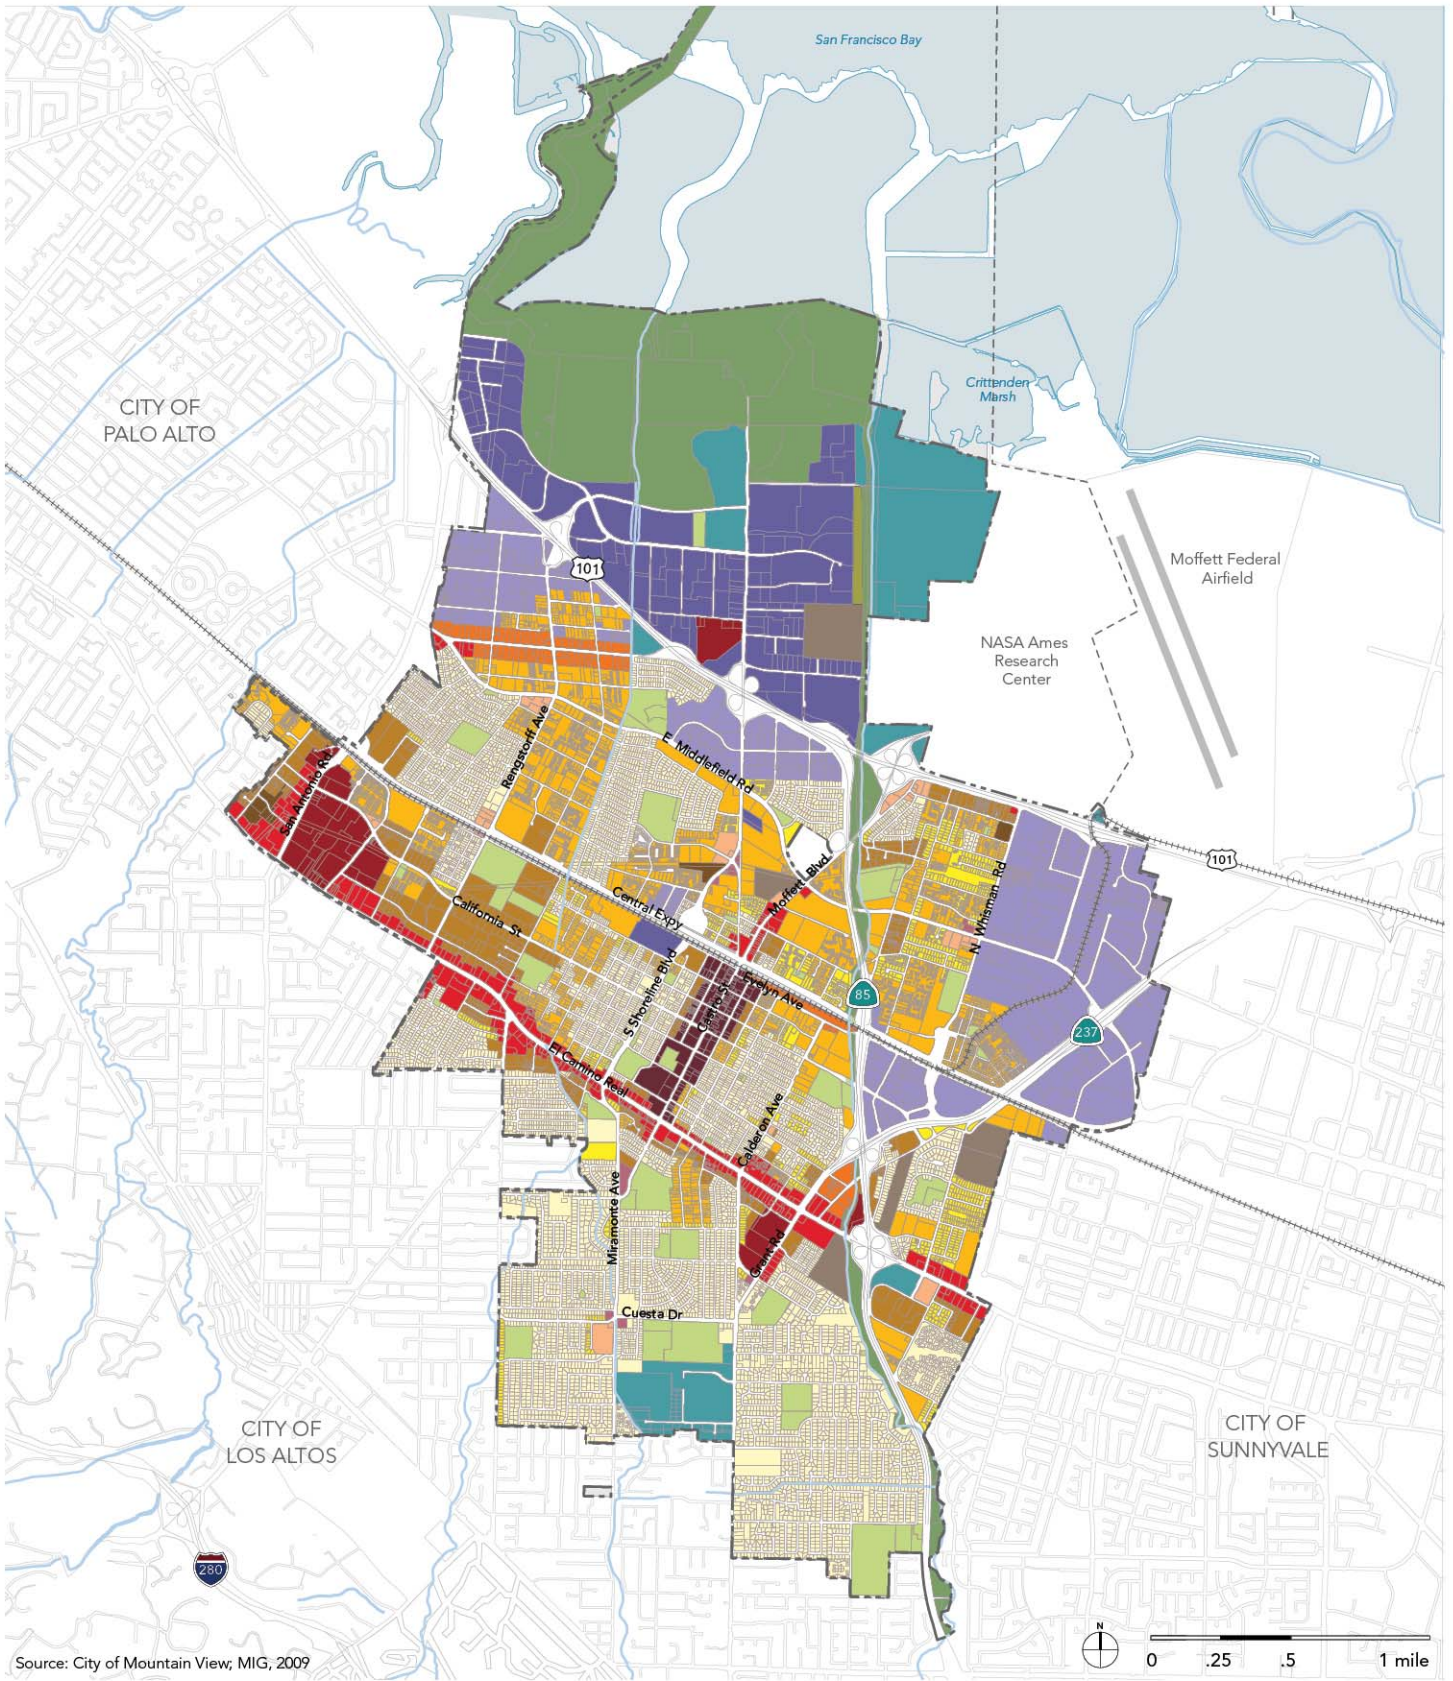 San Francisco Bay
Crittenden
Marsh
CITY OF
PALO ALTO
Moffett Federal
Airfield
101
NASA Ames
Research
Center
Rengstorff Ave
E Middlefield Rd
San Antonio Rd
101
Moffett Blvd
N Whisman Rd
Central Expy
California St
S Shoreline Blvd
Castro St
Evelyn Ave
85
237
El Camino Real
Calderon Ave
Miramonte Ave
Grant Rd
Cuesta Dr
CITY OF
LOS ALTOS
CITY OF
SUNNYVALE
280
N
0 .25 .5 1 mile
Source: City of Mountain View; MIG, 2009